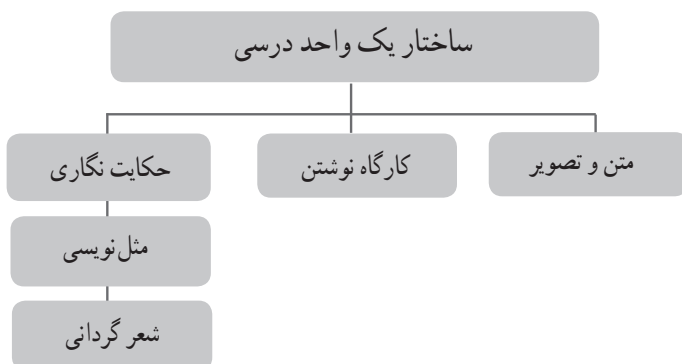 ساختار یک واحد درسی
متن و تصویر
کارگاه نوشتن
حکایت نگاری
مثل‌نویسی
شعر گردانی